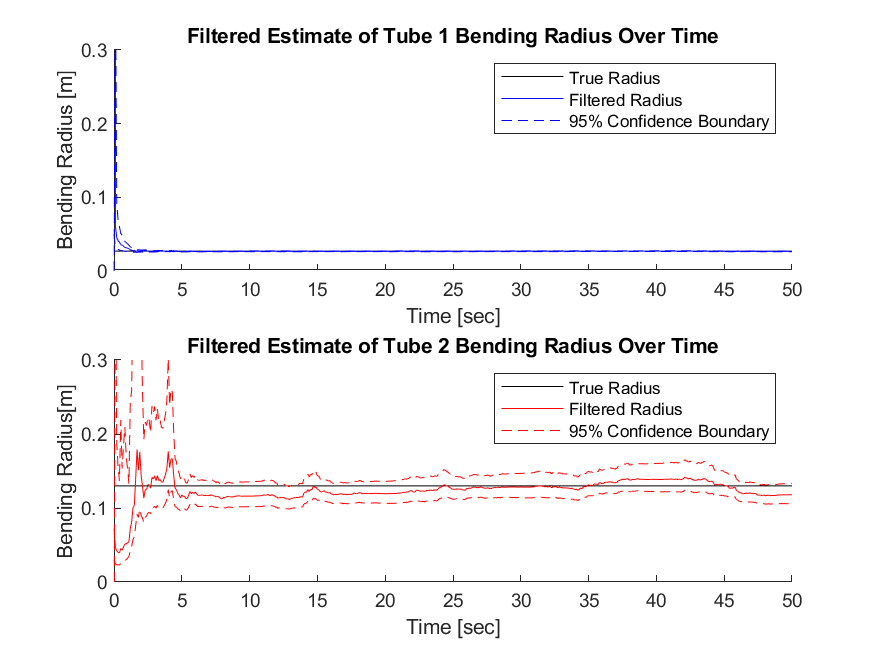 Filtered Estimate of Tube 1 Bending Radius Over Time
0.3
0.2
0.1
0
Bending Radius [m]
True Radius
Filtered Radius
95% Confidence Boundary
0 5 10 15 20 25 30 35 40 45 50
Time [sec]
Filtered Estimate of Tube 2 Bending Radius Over Time
0.3
0.2
0.1
0
Bending Radius[m]
True Radius
Filtered Radius
95% Confidence Boundary
0 5 10 15 20 25 30 35 40 45 50
Time [sec]